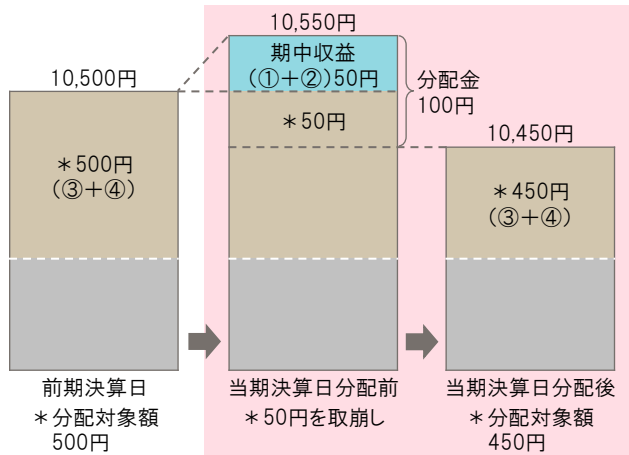 10,500円
＊500円
（③＋④）
前期決算日
＊分配対象額
500円
10,550円
期中収益
（①＋②）50円
＊50円
分配金
100円
当期決算日分配前
＊50円を取崩し
10,450円
＊450円
（③＋④）
当期決算日分配後
＊分配対象額
450円